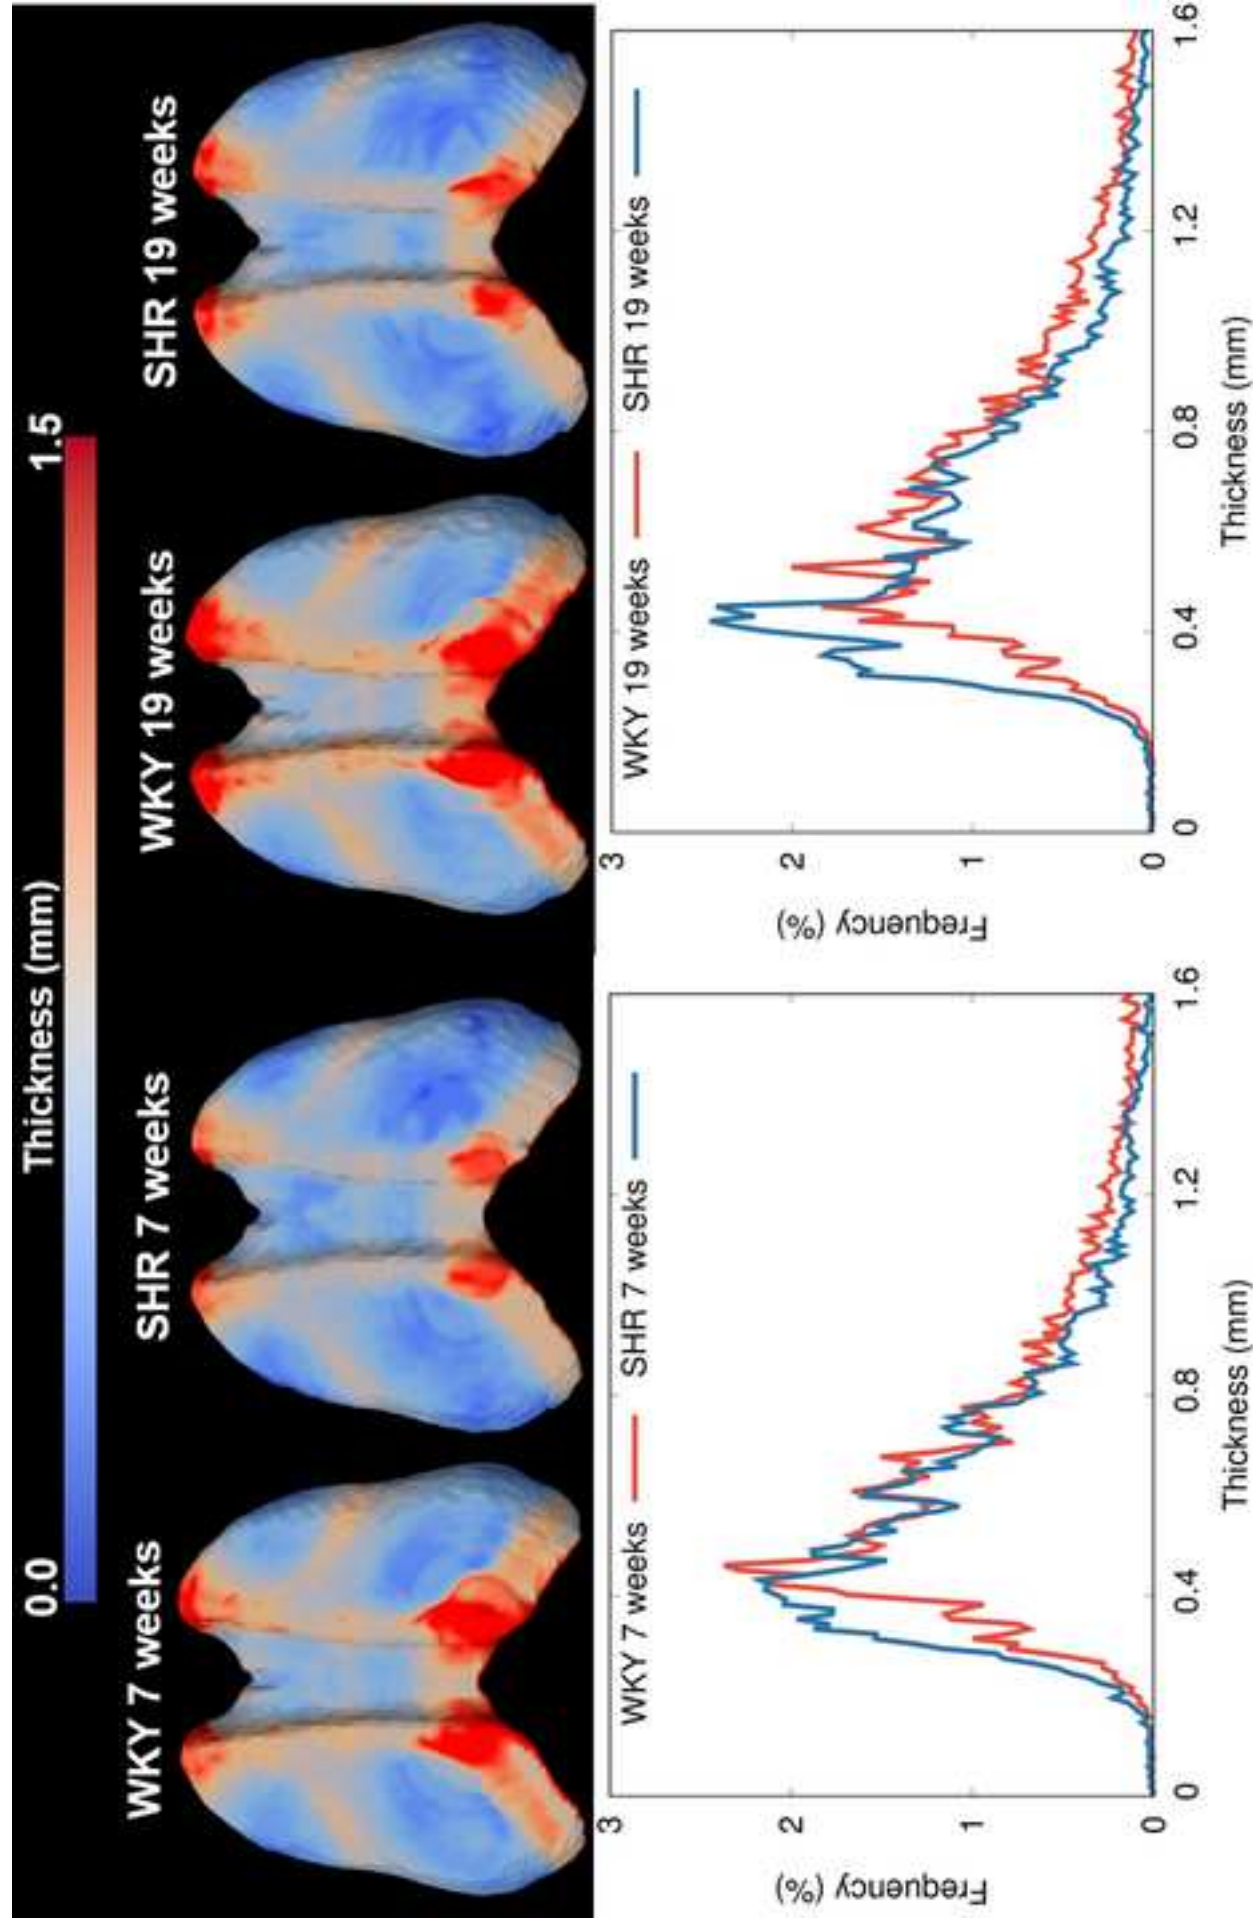 Thickness (mm)
0.0 1.5
WKY 7 weeks SHR 7 weeks WKY 19 weeks SHR 19 weeks
WKY 7 weeks SHR 7 weeks
3
2
1
0
Frequency (%)
0 0.4 0.8 1.2 1.6
Thickness (mm)
WKY 19 weeks SHR 19 weeks
3
2
1
0
Frequency (%)
0 0.4 0.8 1.2 1.6
Thickness (mm)